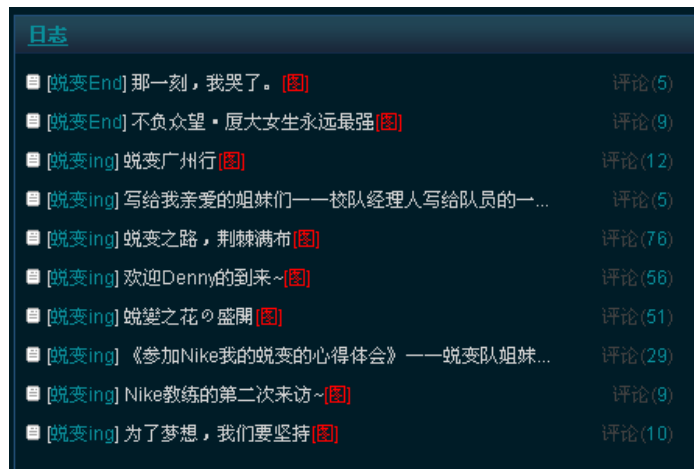 日志
[蜕变End] 那一刻，我哭了。[图] 评论(5)
[蜕变End] 不负众望▪厦大女生永远最强[图] 评论(9)
[蜕变ing] 蜕变广州行[图] 评论(12)
[蜕变ing] 写给我亲爱的姐妹们——校队经理人写给队员的一... 评论(5)
[蜕变ing] 蜕变之路，荆棘满布[图] 评论(76)
[蜕变ing] 欢迎Denny的到来~[图] 评论(56)
[蜕变ing] 蛻變之花の盛開[图] 评论(51)
[蜕变ing] 《参加Nike我的蜕变的心得体会》——蜕变队姐妹... 评论(29)
[蜕变ing] Nike教练的第二次来访~[图] 评论(9)
[蜕变ing] 为了梦想，我们要坚持[图] 评论(10)